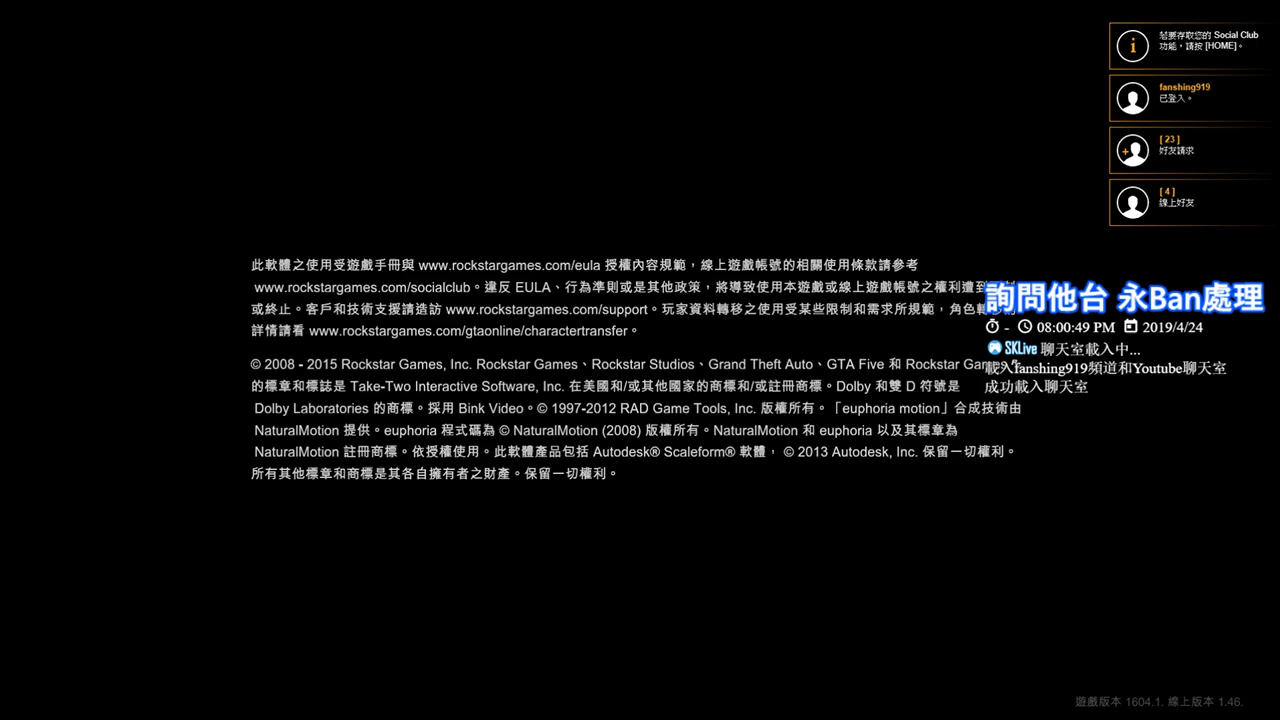 若要存取您的 Social Club
功能，請按 [HOME]。
fanshing919
已登入。
[ 23 ]
好友請求
[ 4 ]
線上好友
此軟體之使用受遊戲手冊與 www.rockstargames.com/eula 授權內容規範，線上遊戲帳號的相關使用條款請參考
www.rockstargames.com/socialclub。違反 EULA、行為準則或是其他政策，將導致使用本遊戲或線上遊戲帳號之權利遭到
或終止。客戶和技術支援請造訪 www.rockstargames.com/support。玩家資料轉移之使用受某些限制和需求所規範，角色轉
詳情請看 www.rockstargames.com/gtaonline/charactertransfer。
詢問他台 永Ban處理
- 08:00:49 PM 2019/4/24
SKLive 聊天室載入中...
載入fanshing919頻道和Youtube聊天室
成功載入聊天室
© 2008 - 2015 Rockstar Games, Inc. Rockstar Games、Rockstar Studios、Grand Theft Auto、GTA Five 和 Rockstar Games
的標章和標誌是 Take-Two Interactive Software, Inc. 在美國和/或其他國家的商標和/或註冊商標。Dolby 和雙 D 符號是
Dolby Laboratories 的商標。採用 Bink Video。© 1997-2012 RAD Game Tools, Inc. 版權所有。「euphoria motion」合成技術由
NaturalMotion 提供。euphoria 程式碼為 © NaturalMotion (2008) 版權所有。NaturalMotion 和 euphoria 以及其標章為
NaturalMotion 註冊商標。依授權使用。此軟體產品包括 Autodesk® Scaleform® 軟體， © 2013 Autodesk, Inc. 保留一切權利。
所有其他標章和商標是其各自擁有者之財產。保留一切權利。
遊戲版本 1604.1. 線上版本 1.46.